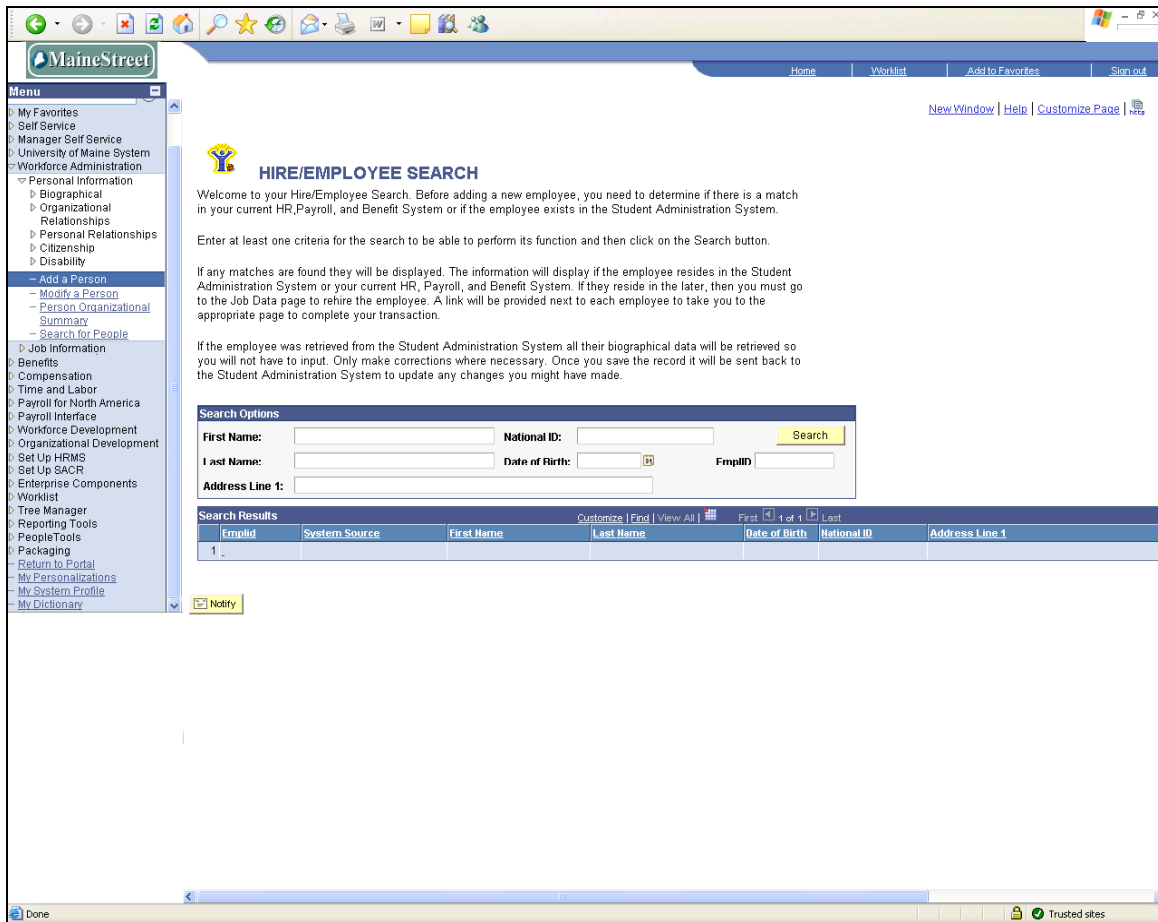 MaineStreet
Home
Worklist
Add to Favorites
Sign out
Menu
New Window | Help | Customize Page |
http
My Favorites
Self Service
Manager Self Service
University of Maine System
Workforce Administration
Personal Information
Biographical
Organizational
Relationships
Personal Relationships
Citizenship
Disability
– Add a Person
– Modify a Person
– Person Organizational
Summary
– Search for People
Job Information
Benefits
Compensation
Time and Labor
Payroll for North America
Payroll Interface
Workforce Development
Organizational Development
Set Up HRMS
Set Up SACR
Enterprise Components
Worklist
Tree Manager
Reporting Tools
PeopleTools
Packaging
– Return to Portal
– My Personalizations
– My System Profile
– My Dictionary
HIRE/EMPLOYEE SEARCH
Welcome to your Hire/Employee Search. Before adding a new employee, you need to determine if there is a match
in your current HR,Payroll, and Benefit System or if the employee exists in the Student Administration System.
Enter at least one criteria for the search to be able to perform its function and then click on the Search button.
If any matches are found they will be displayed. The information will display if the employee resides in the Student
Administration System or your current HR, Payroll, and Benefit System. If they reside in the later, then you must go
to the Job Data page to rehire the employee. A link will be provided next to each employee to take you to the
appropriate page to complete your transaction.
If the employee was retrieved from the Student Administration System all their biographical data will be retrieved so
you will not have to input. Only make corrections where necessary. Once you save the record it will be sent back to
the Student Administration System to update any changes you might have made.
Search Options
First Name:
National ID:
Search
Last Name:
Date of Birth:
31
EmplID
Address Line 1:
Search Results
Customize | Find | View All |
First 1 of 1 Last
Emplid
System Source
First Name
Last Name
Date of Birth
National ID
Address Line 1
1
Notify
Done
Trusted sites